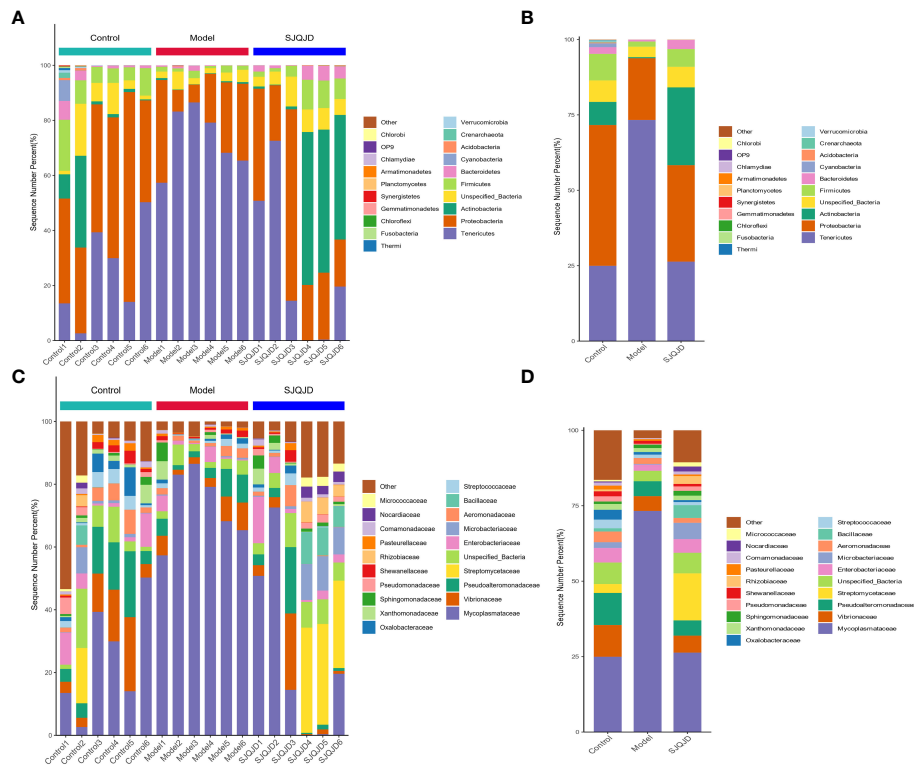 A
Control
Model
SJQJD
Sequence Number Percent(%)
100
80
60
40
20
0
Control1
Control2
Control3
Control4
Control5
Control6
Model1
Model2
Model3
Model4
Model5
Model6
SJQJD1
SJQJD2
SJQJD3
SJQJD4
SJQJD5
SJQJD6
Other
Chlorobi
OP9
Chlamydiae
Armatimonadetes
Planctomycetes
Synergistetes
Gemmatimonadetes
Chloroflexi
Fusobacteria
Thermi
Verrucomicrobia
Crenarchaeota
Acidobacteria
Cyanobacteria
Bacteroidetes
Firmicutes
Unspecified_Bacteria
Actinobacteria
Proteobacteria
Tenericutes
B
Sequence Number Percent(%)
100
75
50
25
0
Control
Model
SJQJD
Other
Chlorobi
OP9
Chlamydiae
Armatimonadetes
Planctomycetes
Synergistetes
Gemmatimonadetes
Chloroflexi
Fusobacteria
Thermi
Verrucomicrobia
Crenarchaeota
Acidobacteria
Cyanobacteria
Bacteroidetes
Firmicutes
Unspecified_Bacteria
Actinobacteria
Proteobacteria
Tenericutes
C
Control
Model
SJQJD
Sequence Number Percent(%)
100
80
60
40
20
0
Control1
Control2
Control3
Control4
Control5
Control6
Model1
Model2
Model3
Model4
Model5
Model6
SJQJD1
SJQJD2
SJQJD3
SJQJD4
SJQJD5
SJQJD6
Other
Micrococcaceae
Nocardiaceae
Comamonadaceae
Pasteurellaceae
Rhizobiaceae
Shewanellaceae
Pseudomonadaceae
Sphingomonadaceae
Xanthomonadaceae
Oxalobacteraceae
Streptococcaceae
Bacillaceae
Aeromonadaceae
Microbacteriaceae
Enterobacteriaceae
Unspecified_Bacteria
Streptomycetaceae
Pseudoalteromonadaceae
Vibrionaceae
Mycoplasmataceae
D
Sequence Number Percent(%)
100
75
50
25
0
Control
Model
SJQJD
Other
Micrococcaceae
Nocardiaceae
Comamonadaceae
Pasteurellaceae
Rhizobiaceae
Shewanellaceae
Pseudomonadaceae
Sphingomonadaceae
Xanthomonadaceae
Oxalobacteraceae
Streptococcaceae
Bacillaceae
Aeromonadaceae
Microbacteriaceae
Enterobacteriaceae
Unspecified_Bacteria
Streptomycetaceae
Pseudoalteromonadaceae
Vibrionaceae
Mycoplasmataceae